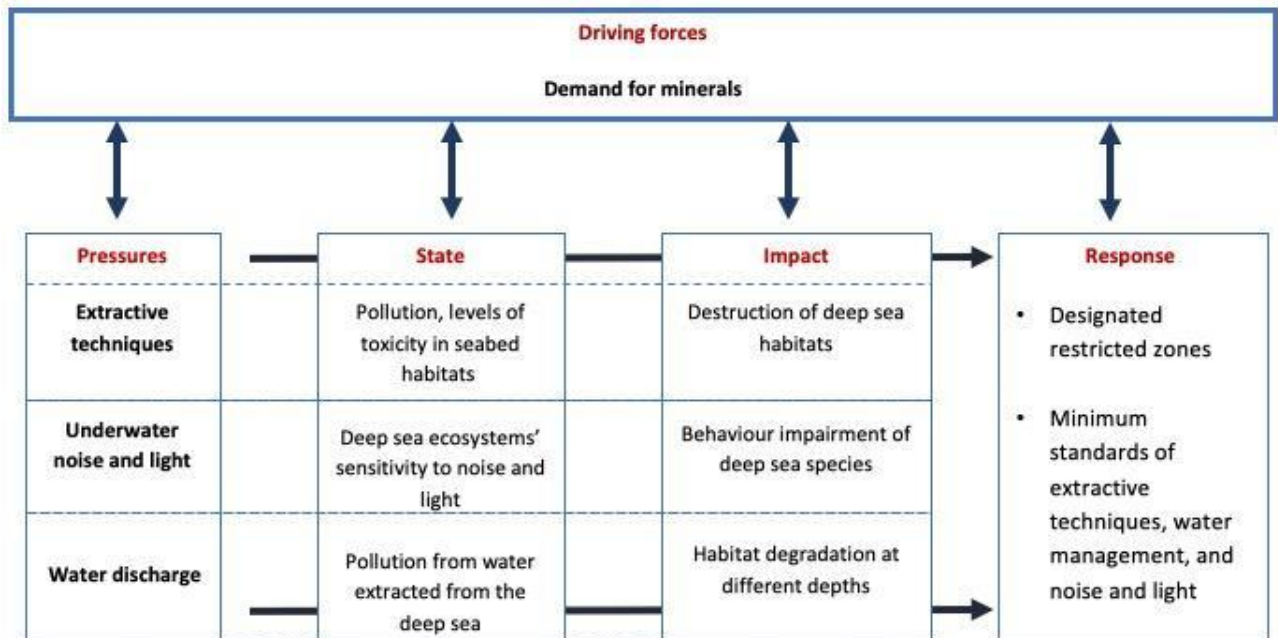 Driving forces
Demand for minerals
Pressures
State
Impact
Response
Extractive
techniques
Pollution, levels of
toxicity in seabed
habitats
Destruction of deep sea
habitats
Underwater
noise and light
Deep sea ecosystems’
sensitivity to noise and
light
Behaviour impairment of
deep sea species
Water discharge
Pollution from water
extracted from the
deep sea
Habitat degradation at
different depths
• Designated
restricted zones
• Minimum
standards of
extractive
techniques, water
management, and
noise and light